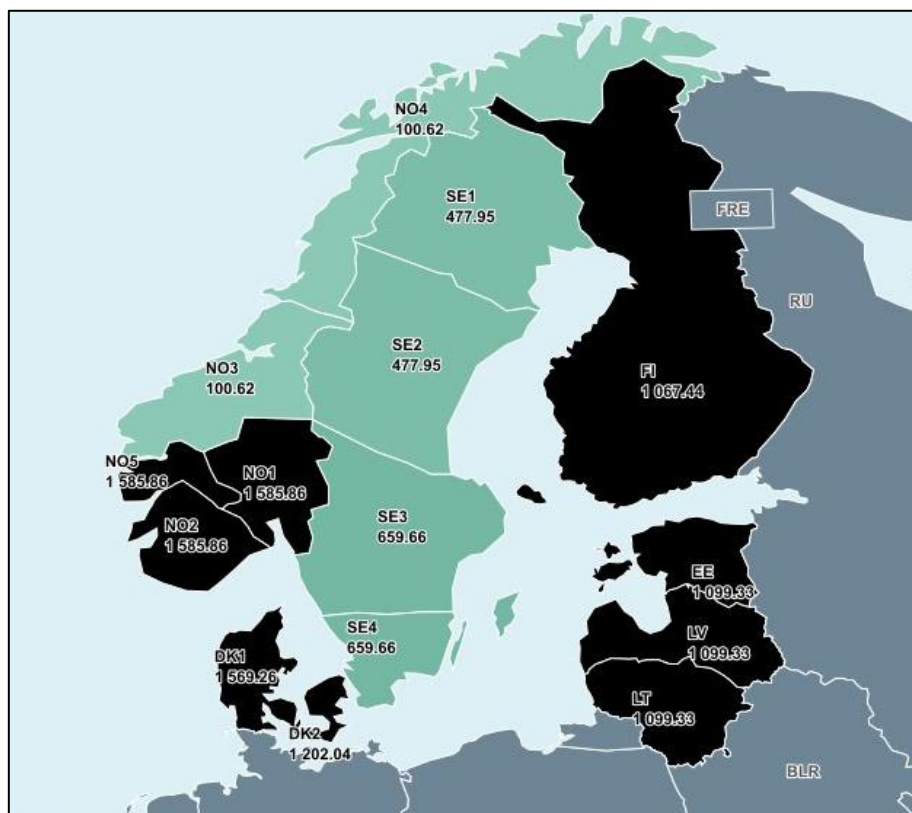 NO4
100.62
SE1
477.95
FRE
RU
SE2
477.95
NO3
100.62
FI
1 067.44
NO5
1 585.86
NO1
1 585.86
NO2
1 585.86
SE3
659.66
EE
1 099.33
SE4
659.66
LV
1 099.33
DK1
1 569.26
LT
1 099.33
DK2
1 202.04
BLR